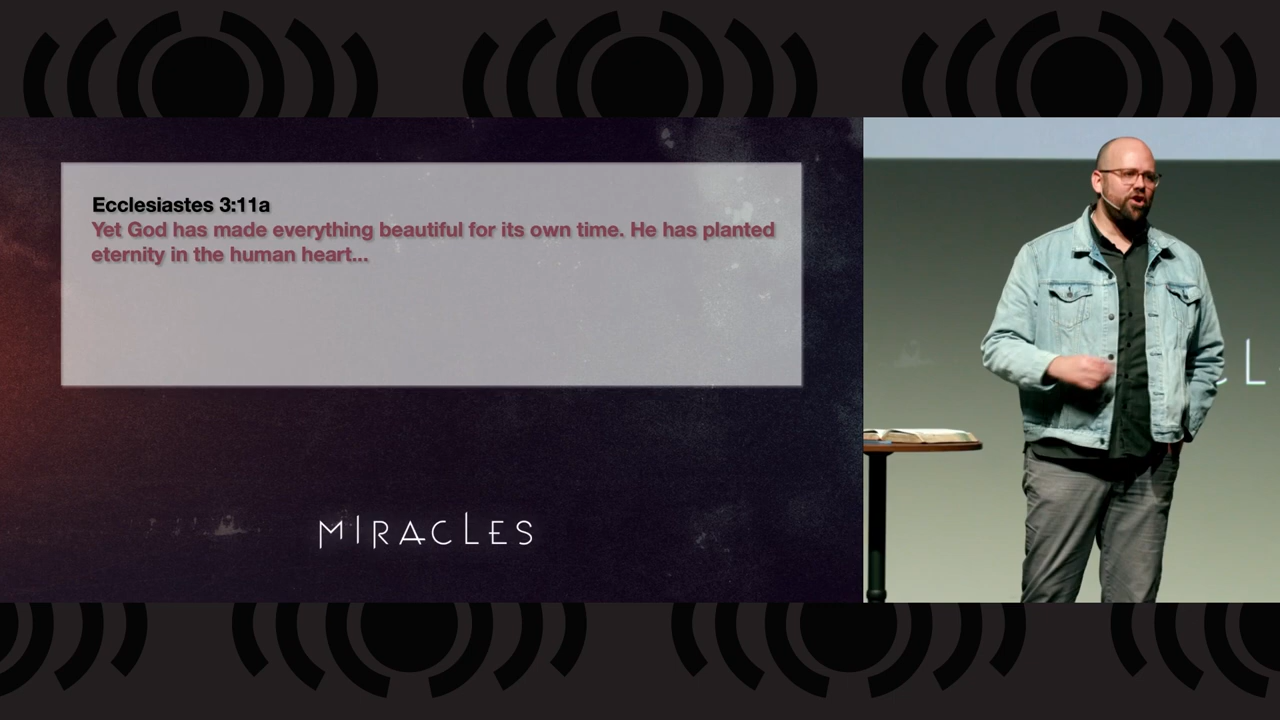 Ecclesiastes 3:11a
Yet God has made everything beautiful for its own time. He has planted
eternity in the human heart...
MIRACLES
L